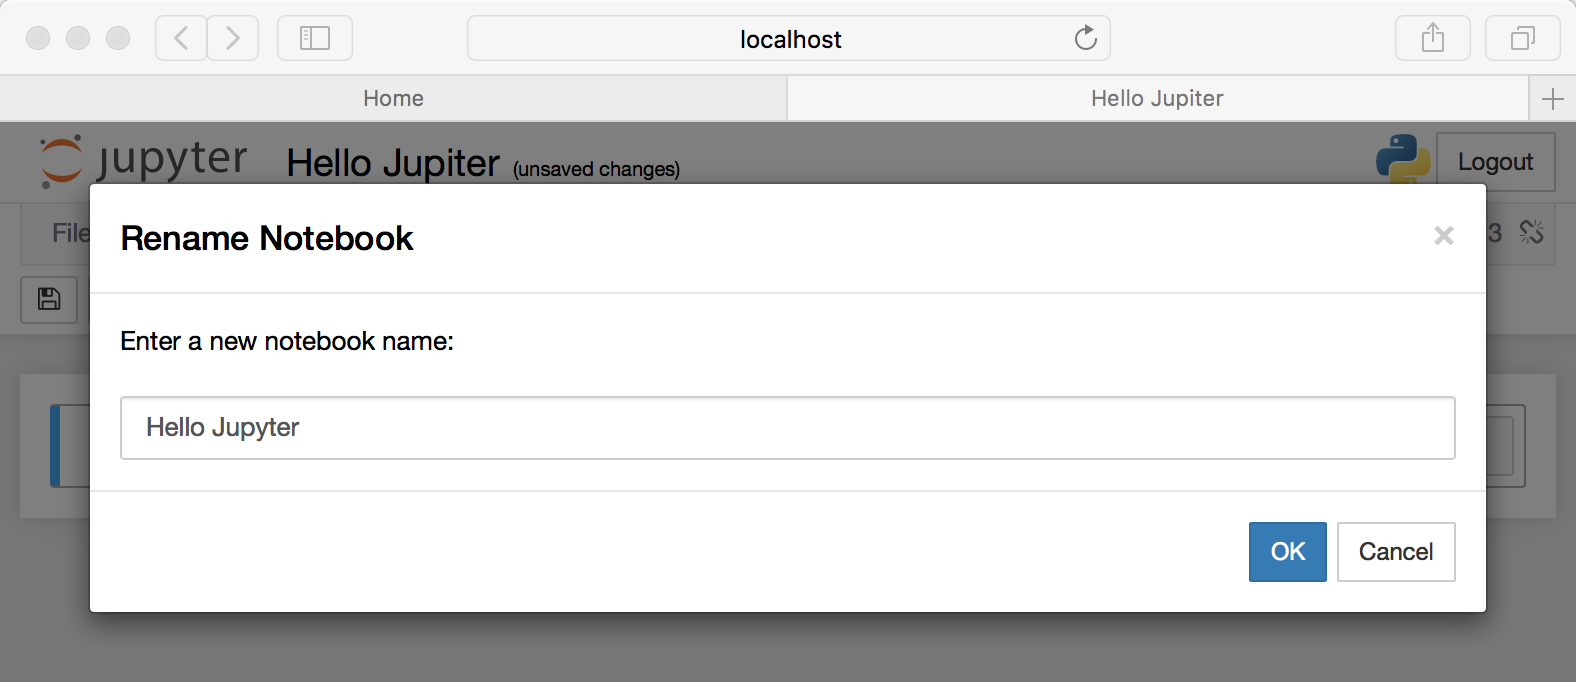 localhost
Home
Hello Jupiter
jupyter
Hello Jupiter (unsaved changes)
Logout
Rename Notebook
File
3
Enter a new notebook name:
Hello Jupyter
OK
Cancel